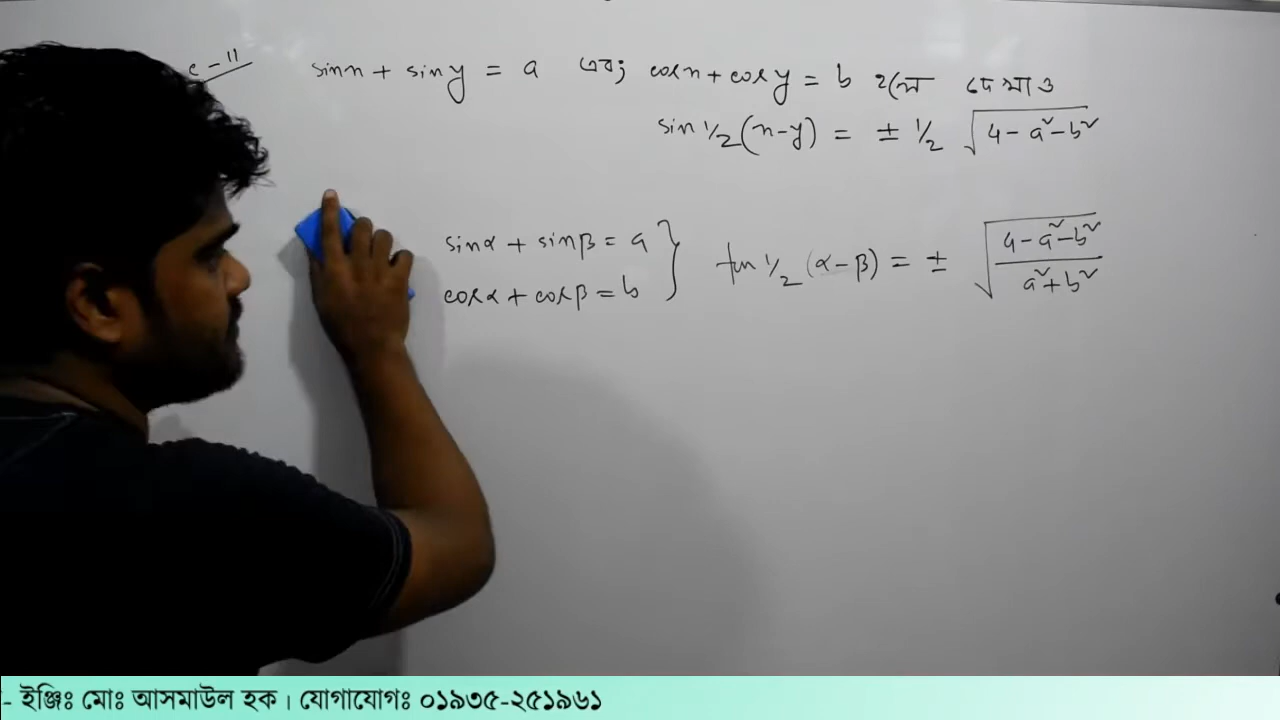 e - 11
sinx + siny = a এবং cosx + cosy = b হলে দেখাও
sin ½(x-y) = ± ½ √(4 - a² - b²)
sinα + sinβ = a
cosα + cosβ = b } tan ½ (α - β) = ± √((4 - a² - b²)/(a² + b²))
- ইঞ্জিঃ মোঃ আসমাউল হক । যোগাযোগঃ ০১৯৩৫-২৫১৯৬১